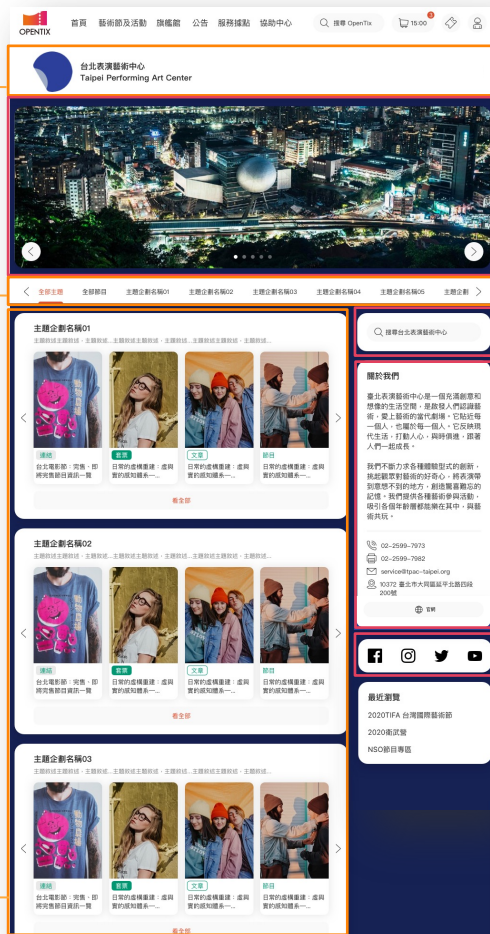 OPENTIX
首頁 藝術節及活動 旗艦館 公告 服務據點 協助中心
搜尋 OpenTix
15:00
3
台北表演藝術中心
Taipei Performing Art Center
全部主題 全部節目 主題企劃名稱01 主題企劃名稱02 主題企劃名稱03 主題企劃名稱04 主題企劃名稱05 主題企劃
主題企劃名稱01
主題敘述主題敘述、主題敘述...主題敘述主題敘述、主題敘述...主題敘述主題敘述、主題敘述...
連結
台北電影節：完售、即
將完售節目資訊一覽
套票
日常的虛構重建：虛與
實的感知體系一...
文章
日常的虛構重建：虛與
實的感知體系一...
節目
日常的虛構重建：虛與
實的感知體系一...
看全部
主題企劃名稱02
主題敘述主題敘述、主題敘述...主題敘述主題敘述、主題敘述...主題敘述主題敘述、主題敘述...
連結
台北電影節：完售、即
將完售節目資訊一覽
套票
日常的虛構重建：虛與
實的感知體系一...
文章
日常的虛構重建：虛與
實的感知體系一...
節目
日常的虛構重建：虛與
實的感知體系一...
看全部
主題企劃名稱03
主題敘述主題敘述、主題敘述...主題敘述主題敘述、主題敘述...主題敘述主題敘述、主題敘述...
連結
台北電影節：完售、即
將完售節目資訊一覽
套票
日常的虛構重建：虛與
實的感知體系一...
文章
日常的虛構重建：虛與
實的感知體系一...
節目
日常的虛構重建：虛與
實的感知體系一...
看全部
搜尋台北表演藝術中心
關於我們
臺北表演藝術中心是一個充滿創意和
想像的生活空間，是啟發人們認識藝
術，愛上藝術的當代劇場。它貼近每
一個人，也屬於每一個人。它反映現
代生活，打動人心，與時俱進，跟著
人們一起成長。
我們不斷力求各種體驗型式的創新，
挑起觀眾對藝術的好奇心，將表演帶
到意想不到的地方，創造驚喜難忘的
記憶。我們提供各種藝術參與活動，
吸引各個年齡層都能樂在其中，與藝
術共玩。
02-2599-7973
02-2599-7982
service@tpac-taipei.org
10372 臺北市大同區延平北路四段
200號
官網
最近瀏覽
2020TIFA 台灣國際藝術節
2020衛武營
NSO節目專區